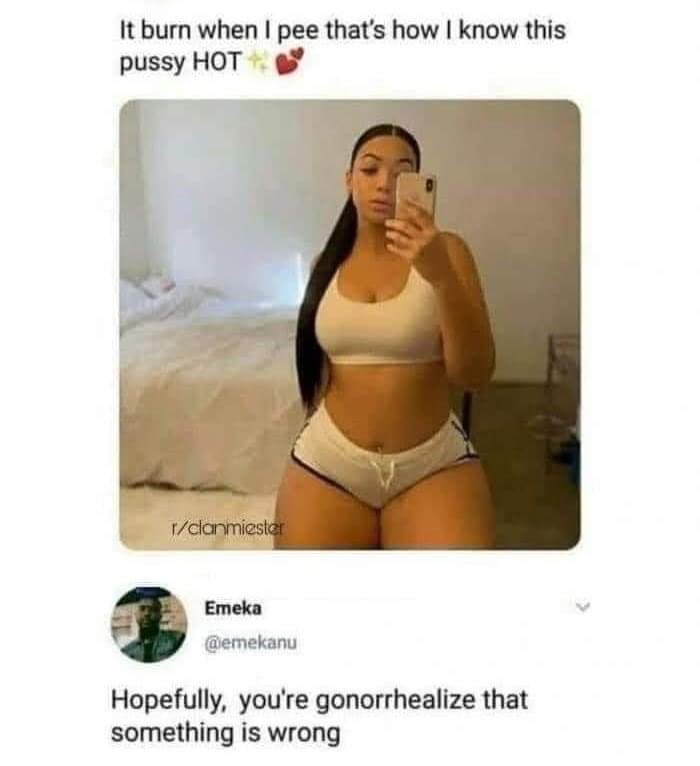 It burn when I pee that's how I know this
pussy HOT ✨💕
r/clanmiester
Emeka
@emekanu
Hopefully, you're gonorrhealize that
something is wrong